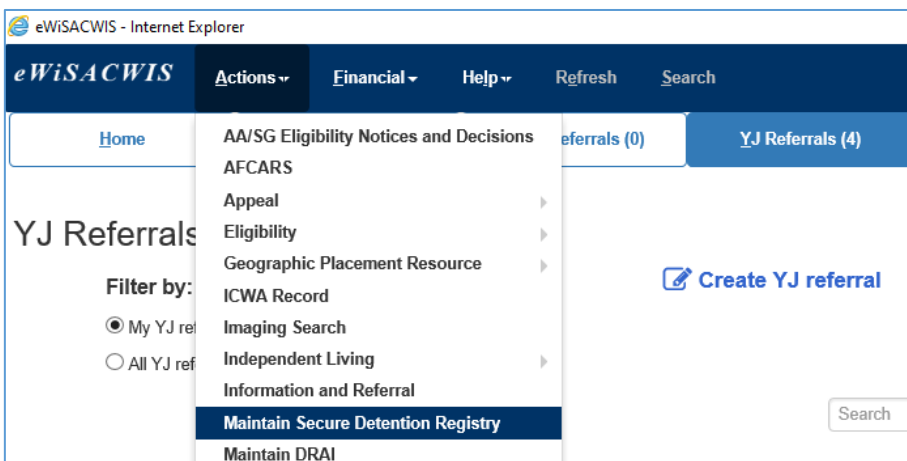 eWiSACWIS - Internet Explorer
eWiSACWIS Actions Financial Help Refresh Search
Home eferrals (0) YJ Referrals (4)
AA/SG Eligibility Notices and Decisions
AFCARS
Appeal
YJ Referrals
Eligibility
Geographic Placement Resource
Filter by:
Create YJ referral
ICWA Record
My YJ ref
Imaging Search
All YJ ref
Independent Living
Information and Referral
Maintain Secure Detention Registry
Search
Maintain DRAI